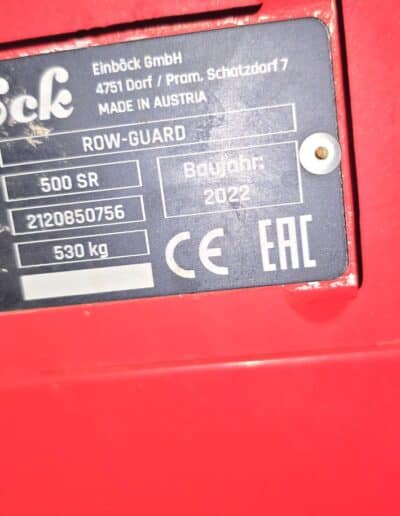 Einböck GmbH
4751 Dorf / Pram, Schatzdorf 7
MADE IN AUSTRIA
öck
ROW-GUARD
500 SR
Baujahr:
2022
2120850756
530 kg
CE
EAC